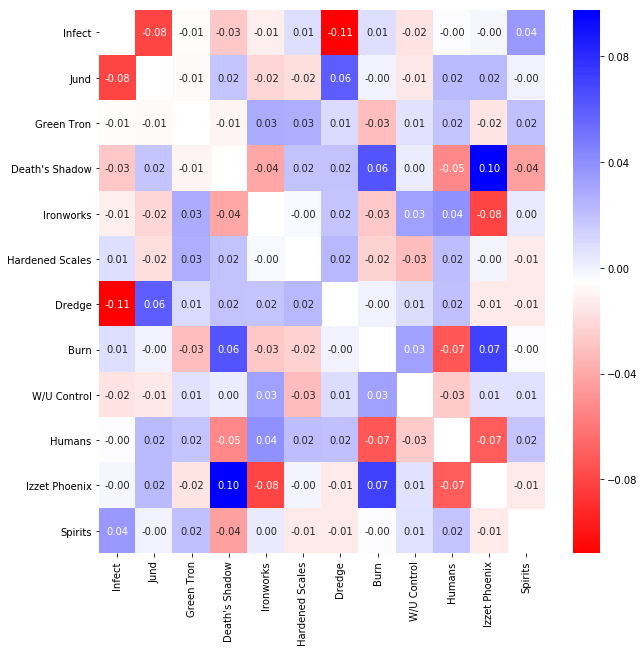 Infect -0.08 -0.01 -0.03 -0.01 0.01 -0.11 0.01 -0.02 -0.00 -0.00 0.04
Jund -0.08 -0.01 0.02 -0.02 -0.02 0.06 -0.00 -0.01 0.02 0.02 -0.00
Green Tron -0.01 -0.01 -0.01 0.03 0.03 0.01 -0.03 0.01 0.02 -0.02 0.02
Death's Shadow -0.03 0.02 -0.01 -0.04 0.02 0.02 0.06 0.00 -0.05 0.10 -0.04
Ironworks -0.01 -0.02 0.03 -0.04 -0.00 0.02 -0.03 0.03 0.04 -0.08 0.00
Hardened Scales 0.01 -0.02 0.03 0.02 -0.00 0.02 -0.02 -0.03 0.02 -0.00 -0.01
Dredge -0.11 0.06 0.01 0.02 0.02 0.02 -0.00 0.01 0.02 -0.01 -0.01
Burn 0.01 -0.00 -0.03 0.06 -0.03 -0.02 -0.00 0.03 -0.07 0.07 -0.00
W/U Control -0.02 -0.01 0.01 0.00 0.03 -0.03 0.01 0.03 -0.03 0.01 0.01
Humans -0.00 0.02 0.02 -0.05 0.04 0.02 0.02 -0.07 -0.03 -0.07 0.02
Izzet Phoenix -0.00 0.02 -0.02 0.10 -0.08 -0.00 -0.01 0.07 0.01 -0.07 -0.01
Spirits 0.04 -0.00 0.02 -0.04 0.00 -0.01 -0.01 -0.00 0.01 0.02 -0.01
Infect
Jund
Green Tron
Death's Shadow
Ironworks
Hardened Scales
Dredge
Burn
W/U Control
Humans
Izzet Phoenix
Spirits
0.08
0.04
0.00
-0.04
-0.08